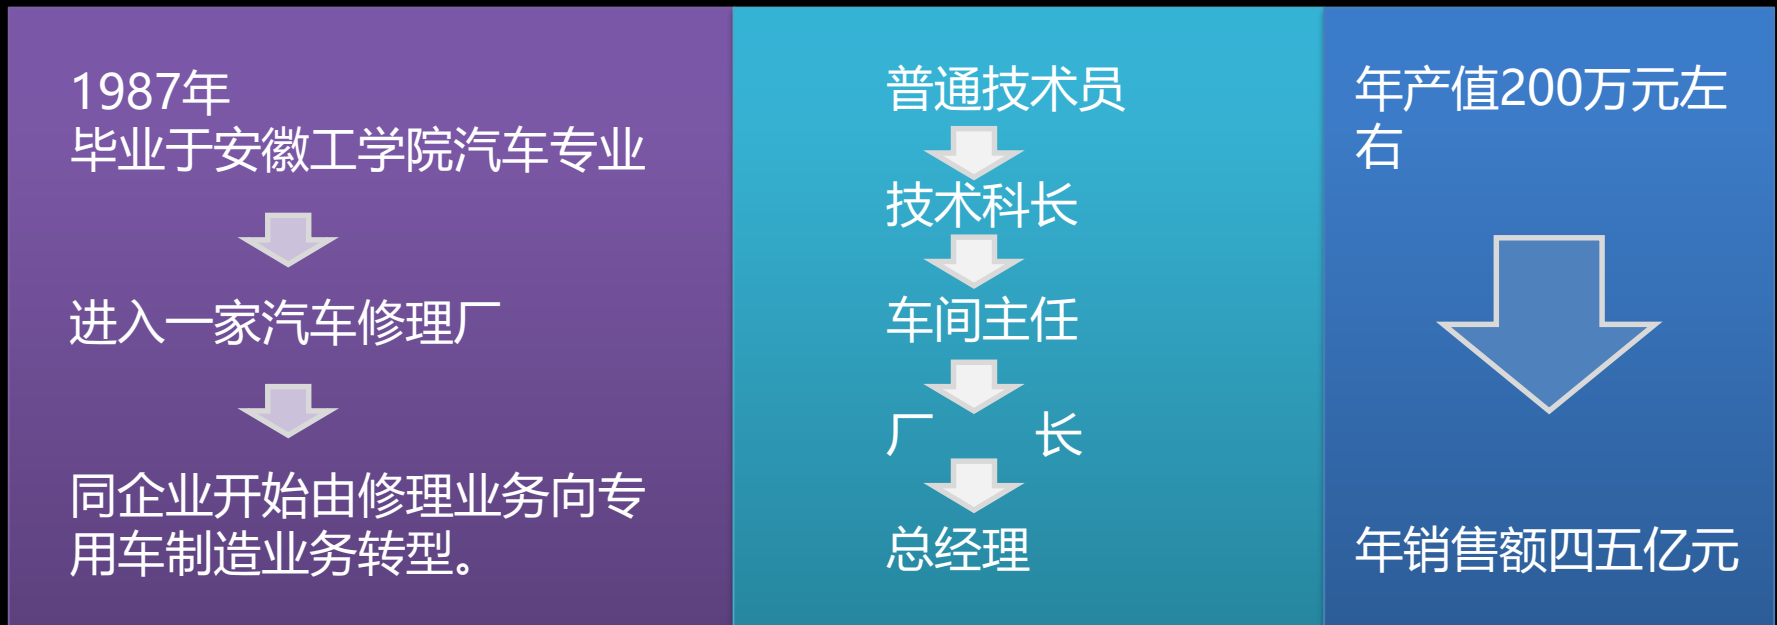 1987年
毕业于安徽工学院汽车专业
进入一家汽车修理厂
同企业开始由修理业务向专
用车制造业务转型。
普通技术员
技术科长
车间主任
厂 长
总经理
年产值200万元左
右
年销售额四五亿元